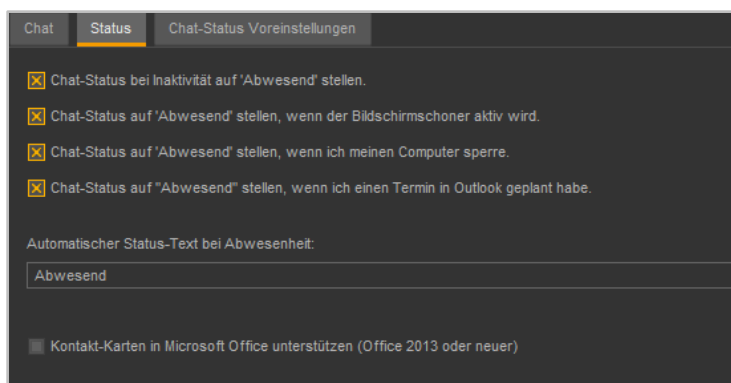 Chat Status Chat-Status Voreinstellungen
Chat-Status bei Inaktivität auf 'Abwesend' stellen.
Chat-Status auf 'Abwesend' stellen, wenn der Bildschirmschoner aktiv wird.
Chat-Status auf 'Abwesend' stellen, wenn ich meinen Computer sperre.
Chat-Status auf "Abwesend" stellen, wenn ich einen Termin in Outlook geplant habe.
Automatischer Status-Text bei Abwesenheit:
Abwesend
Kontakt-Karten in Microsoft Office unterstützen (Office 2013 oder neuer)